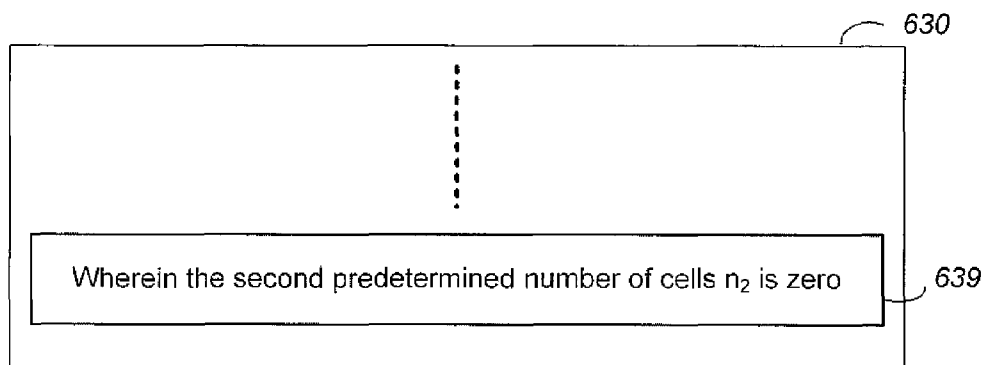 630
Wherein the second predetermined number of cells n₂ is zero
639